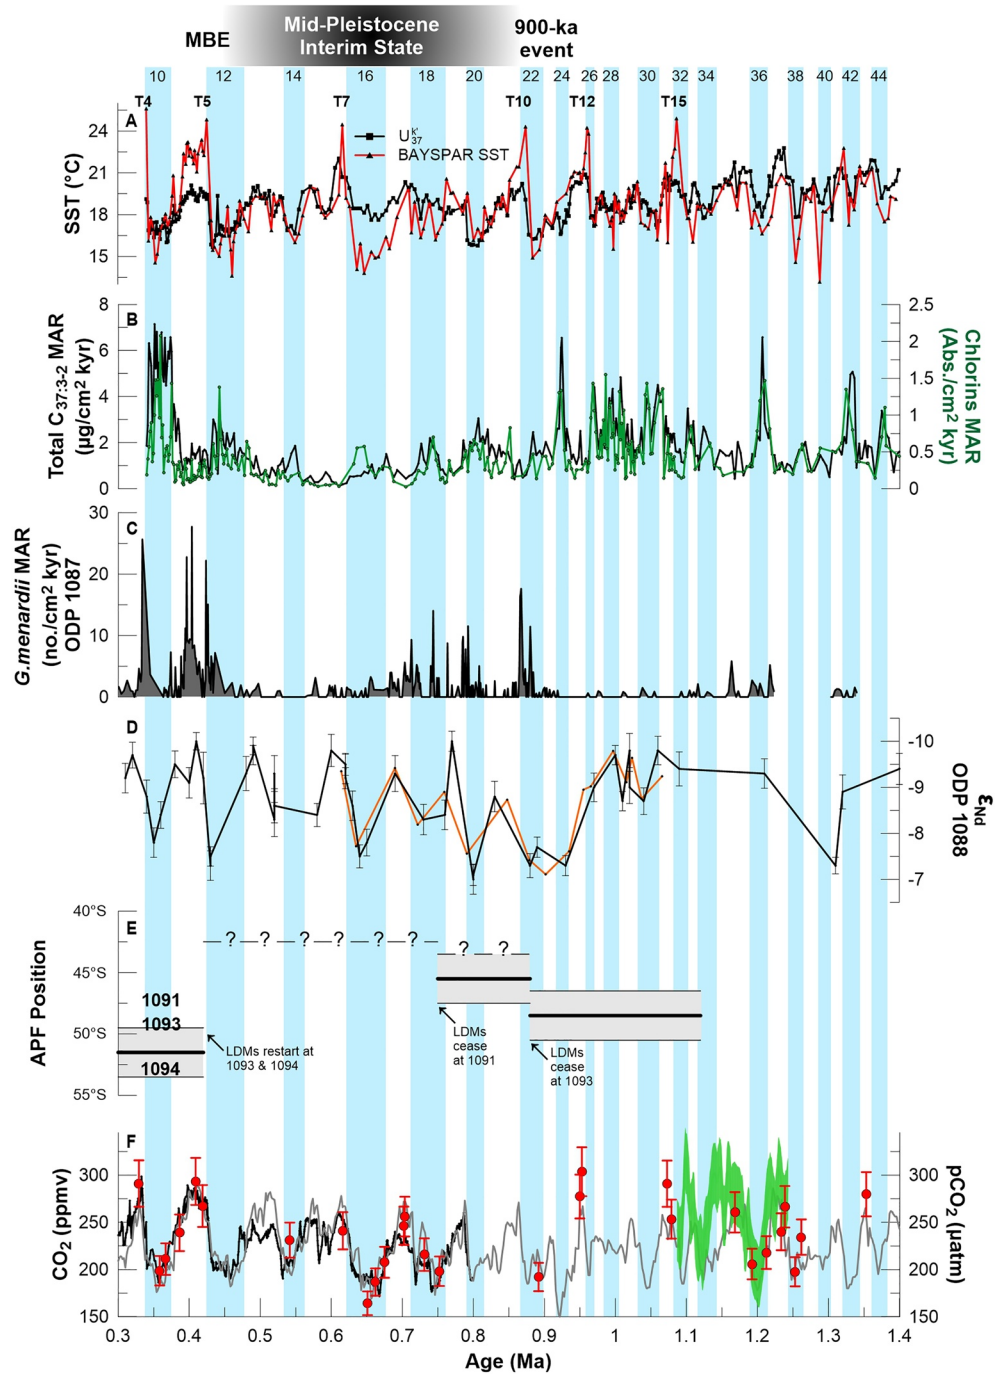 MBE
Mid-Pleistocene
Interim State
900-ka
event
10 12 14 16 18 20 22 24 26 28 30 32 34 36 38 40 42 44
T4 T5 T7 T10 T12 T15
A
U37k'
BAYSPAR SST
SST (°C)
24
21
18
15
B
Total C37:3-2 MAR
(µg/cm2 kyr)
8
6
4
2
0
2.5
2
1.5
1
0.5
0
Chlorins MAR
(Abs./cm2 kyr)
C
G.menardii MAR
(no./cm2 kyr)
ODP 1087
30
20
10
0
D
-10
-9
-8
-7
εNd
ODP 1088
E
APF Position
40°S
45°S
50°S
55°S
? ? ? ? ? ?
? ?
1091
1093
1094
LDMs restart at
1093 & 1094
LDMs
cease
at 1091
LDMs
cease
at 1093
F
CO2 (ppmv)
300
250
200
150
300
250
200
150
pCO2 (µatm)
0.3 0.4 0.5 0.6 0.7 0.8 0.9 1 1.1 1.2 1.3 1.4
Age (Ma)